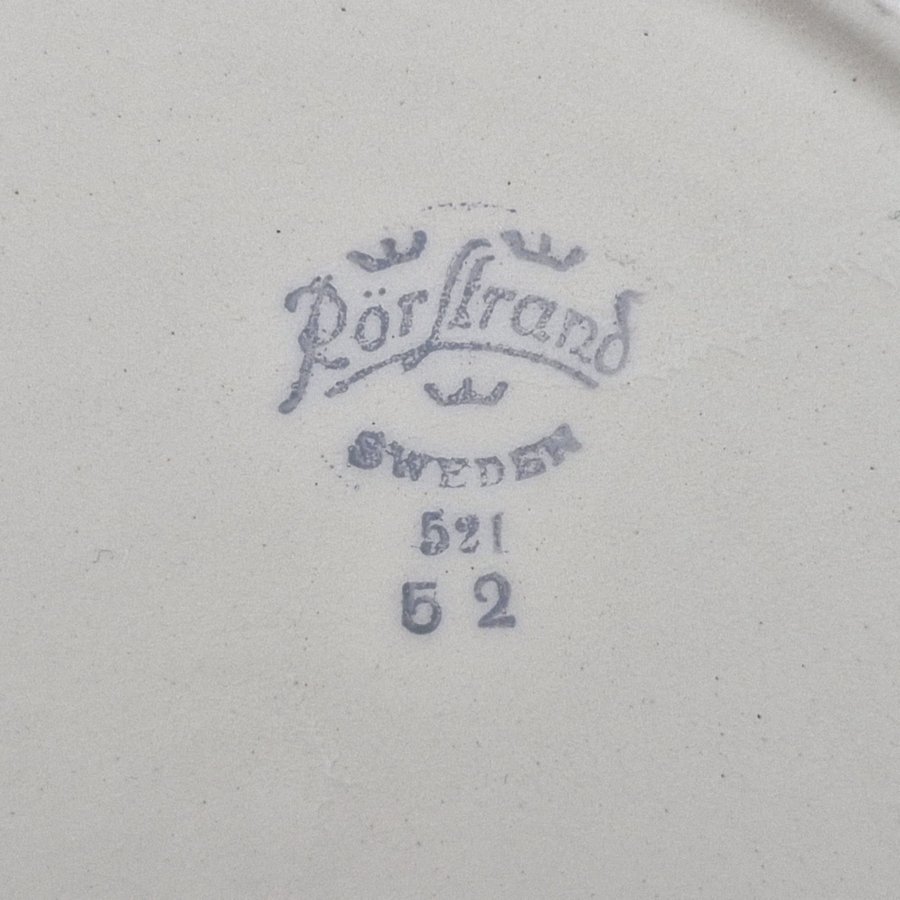 Rörstrand
SWEDEN
521
52